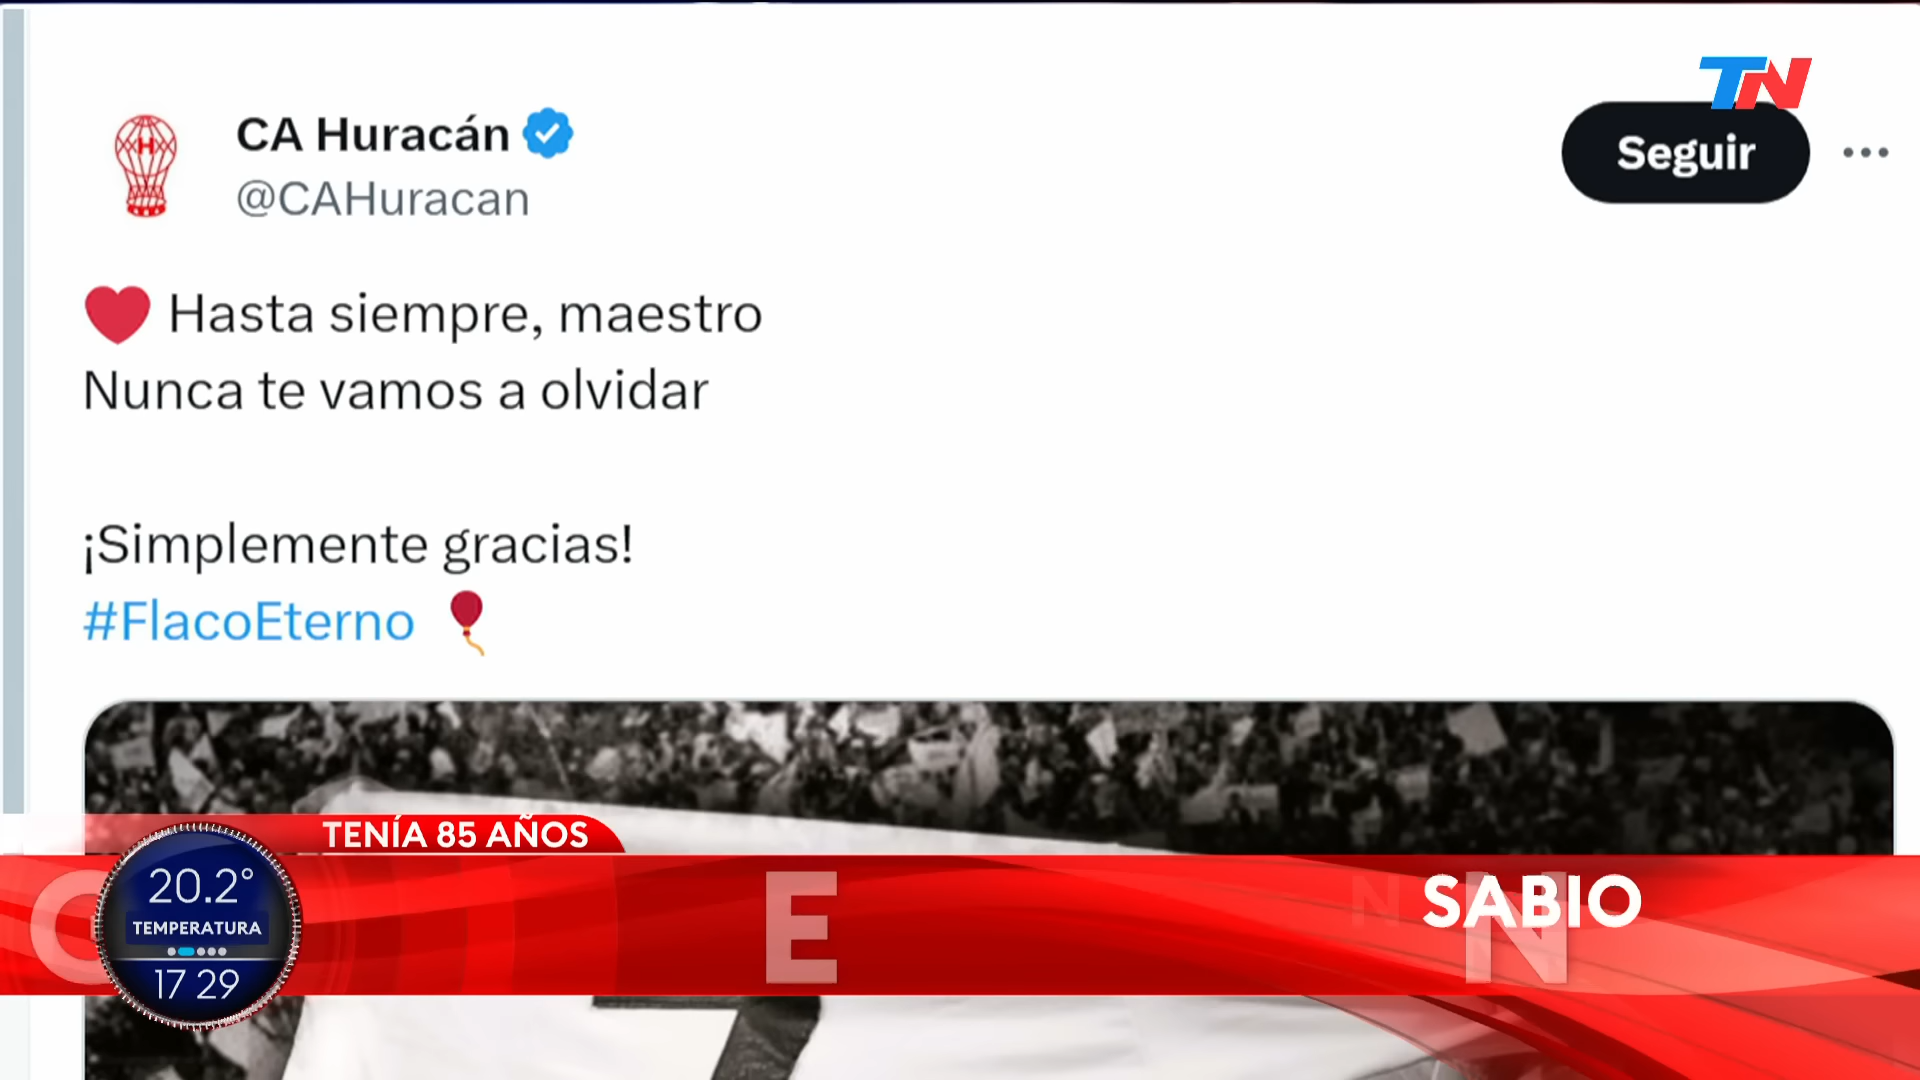 TN
CA Huracán
@CAHuracan
Seguir
H
Hasta siempre, maestro
Nunca te vamos a olvidar
¡Simplemente gracias!
#FlacoEterno
TENÍA 85 AÑOS
20.2°
TEMPERATURA
17 29
E
N
SABIO
N